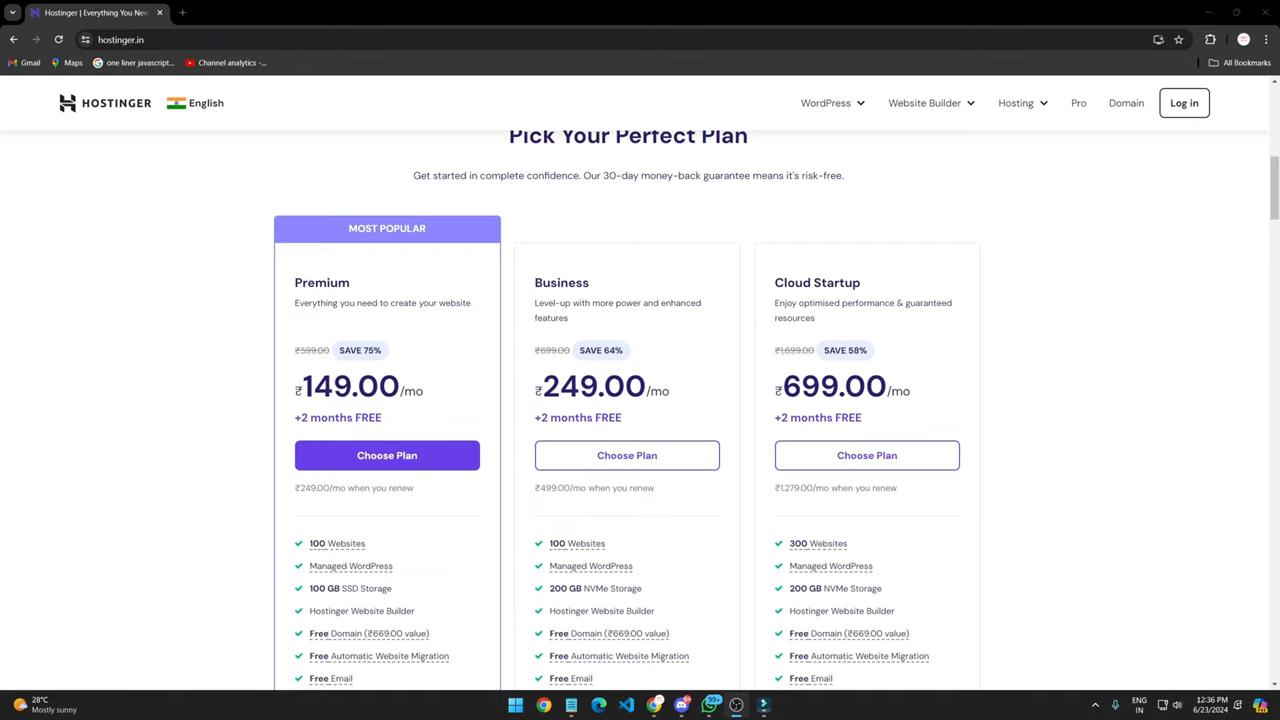 Hostinger | Everything You Nee
hostinger.in
Gmail
Maps
one liner javascript...
Channel analytics -...
All Bookmarks
HOSTINGER
English
WordPress
Website Builder
Hosting
Pro
Domain
Log in
Pick Your Perfect Plan
Get started in complete confidence. Our 30-day money-back guarantee means it's risk-free.
MOST POPULAR
Premium
Everything you need to create your website
₹599.00 SAVE 75%
₹149.00/mo
+2 months FREE
Choose Plan
₹249.00/mo when you renew
100 Websites
Managed WordPress
100 GB SSD Storage
Hostinger Website Builder
Free Domain (₹669.00 value)
Free Automatic Website Migration
Free Email
Business
Level-up with more power and enhanced
features
₹699.00 SAVE 64%
₹249.00/mo
+2 months FREE
Choose Plan
₹499.00/mo when you renew
100 Websites
Managed WordPress
200 GB NVMe Storage
Hostinger Website Builder
Free Domain (₹669.00 value)
Free Automatic Website Migration
Free Email
Cloud Startup
Enjoy optimised performance & guaranteed
resources
₹1,699.00 SAVE 58%
₹699.00/mo
+2 months FREE
Choose Plan
₹1,279.00/mo when you renew
300 Websites
Managed WordPress
200 GB NVMe Storage
Hostinger Website Builder
Free Domain (₹669.00 value)
Free Automatic Website Migration
Free Email
28°C
Mostly sunny
99+
ENG
IN
12:36 PM
6/23/2024